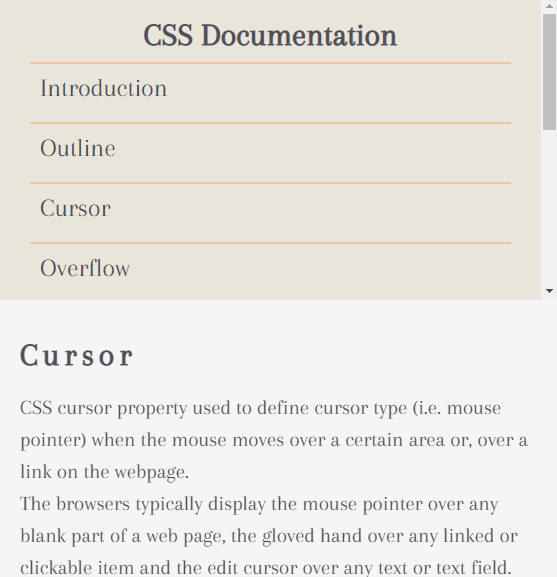 CSS Documentation
Introduction
Outline
Cursor
Overflow
Cursor
CSS cursor property used to define cursor type (i.e. mouse
pointer) when the mouse moves over a certain area or, over a
link on the webpage.
The browsers typically display the mouse pointer over any
blank part of a web page, the gloved hand over any linked or
clickable item and the edit cursor over any text or text field.